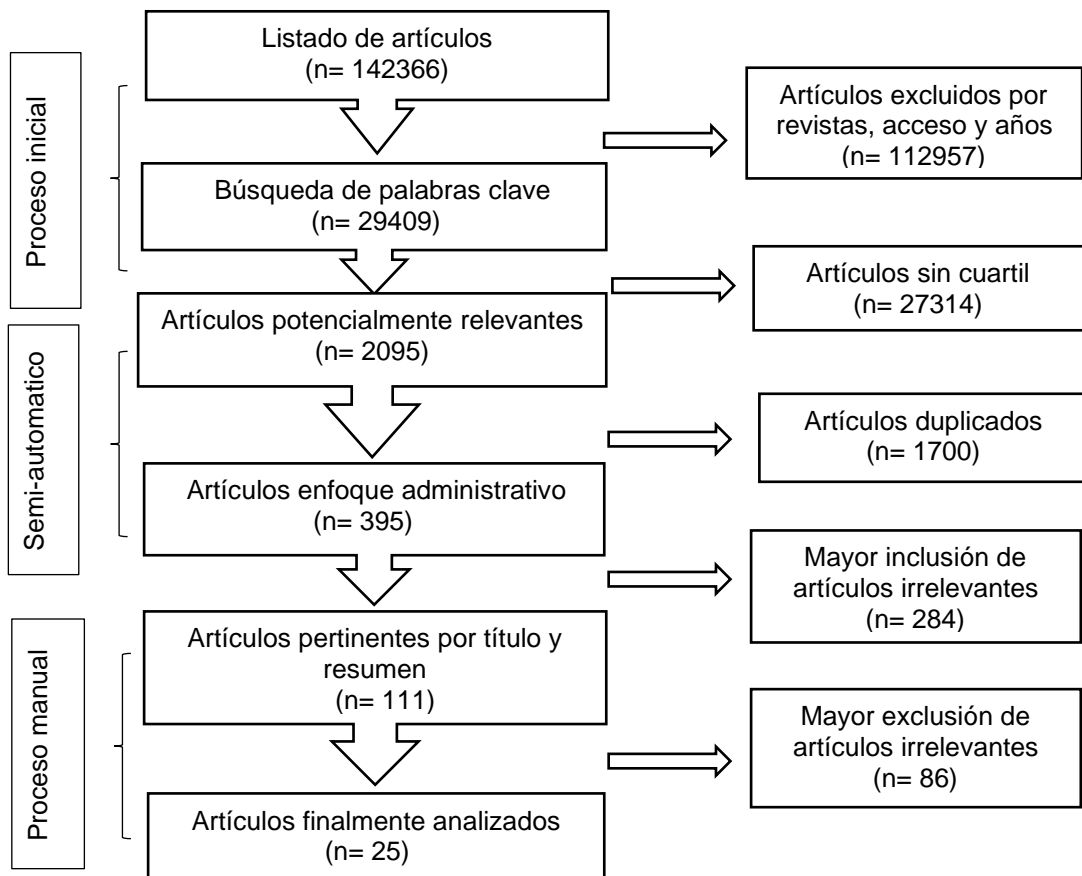 Proceso inicial
Listado de artículos
(n= 142366)
Artículos excluidos por
revistas, acceso y años
(n= 112957)
Búsqueda de palabras clave
(n= 29409)
Artículos sin cuartil
(n= 27314)
Semi-automatico
Artículos potencialmente relevantes
(n= 2095)
Artículos duplicados
(n= 1700)
Artículos enfoque administrativo
(n= 395)
Mayor inclusión de
artículos irrelevantes
(n= 284)
Proceso manual
Artículos pertinentes por título y
resumen
(n= 111)
Mayor exclusión de
artículos irrelevantes
(n= 86)
Artículos finalmente analizados
(n= 25)